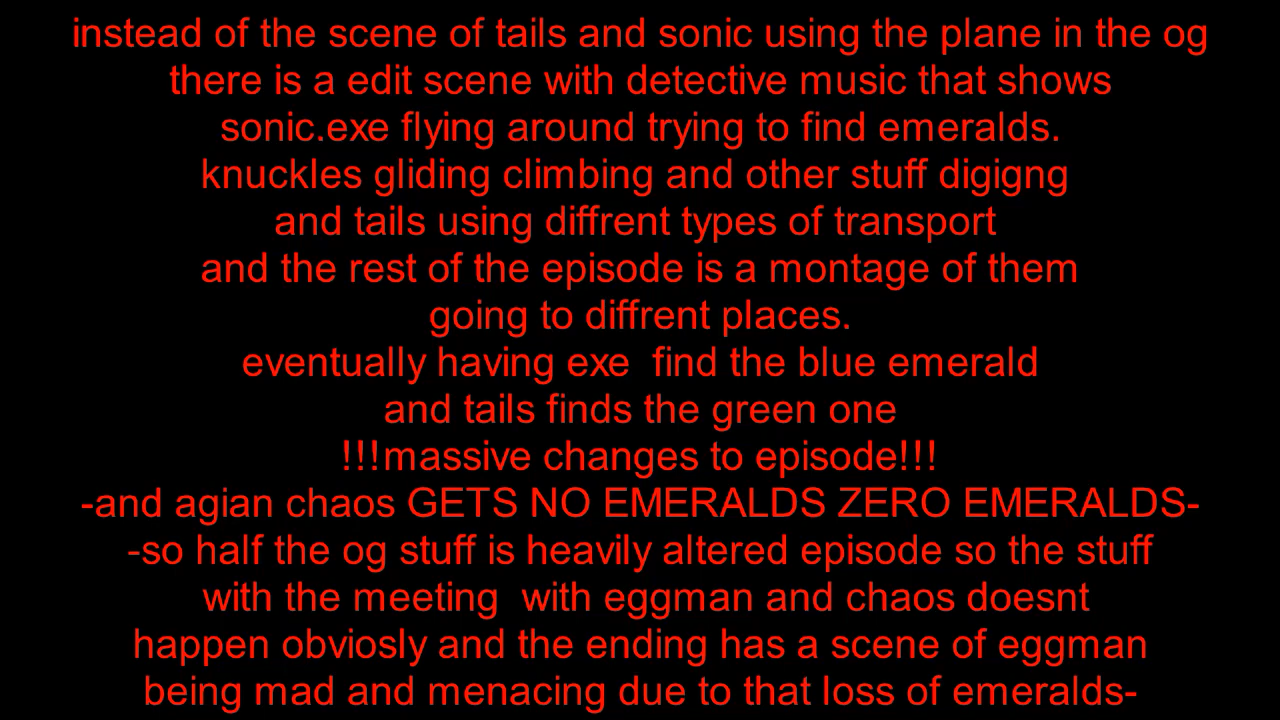 instead of the scene of tails and sonic using the plane in the og
there is a edit scene with detective music that shows
sonic.exe flying around trying to find emeralds.
knuckles gliding climbing and other stuff digigng
and tails using diffrent types of transport
and the rest of the episode is a montage of them
going to diffrent places.
eventually having exe  find the blue emerald
and tails finds the green one
!!!massive changes to episode!!!
-and agian chaos GETS NO EMERALDS ZERO EMERALDS-
-so half the og stuff is heavily altered episode so the stuff
with the meeting  with eggman and chaos doesnt
happen obviosly and the ending has a scene of eggman
being mad and menacing due to that loss of emeralds-